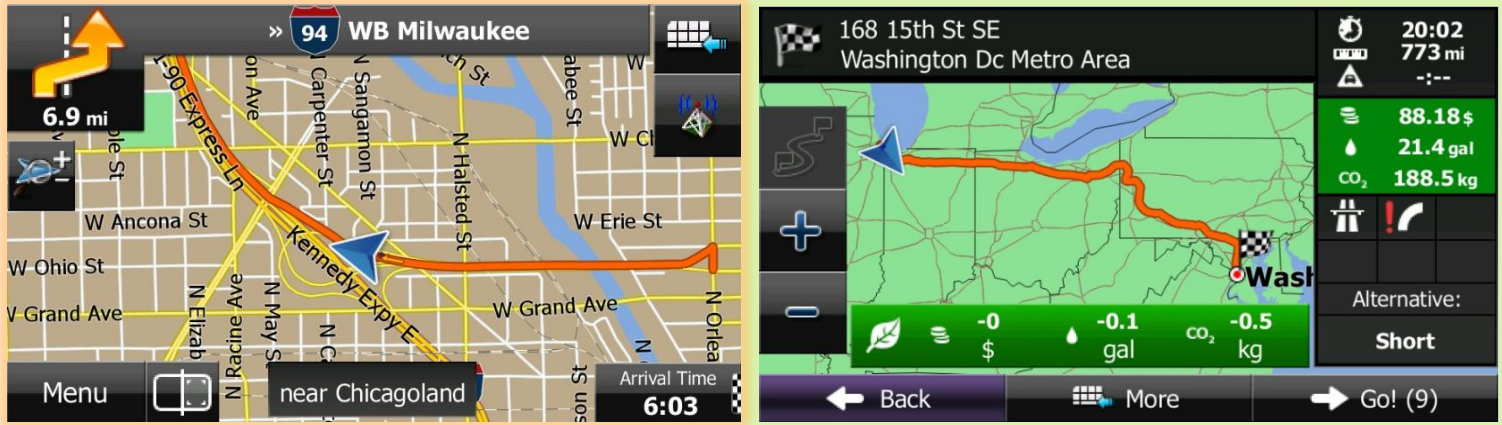 » 94 WB Milwaukee
6.9 mi
I-90 Express Ln
N Carpenter St
N Sangamon St
N Halsted St
W Ancona St
W Erie St
W Ohio St
Kennedy Expy E
W Grand Ave
W Grand Ave
N Racine Ave
N May S
N Elizab
N Orlea
Menu
near Chicagoland
Arrival Time
6:03
168 15th St SE
Washington Dc Metro Area
20:02
773 mi
-:--
88.18 $
21.4 gal
CO₂ 188.5 kg
Wash
-0 $
-0.1 gal
CO₂ -0.5 kg
Alternative:
Short
Back
More
Go! (9)